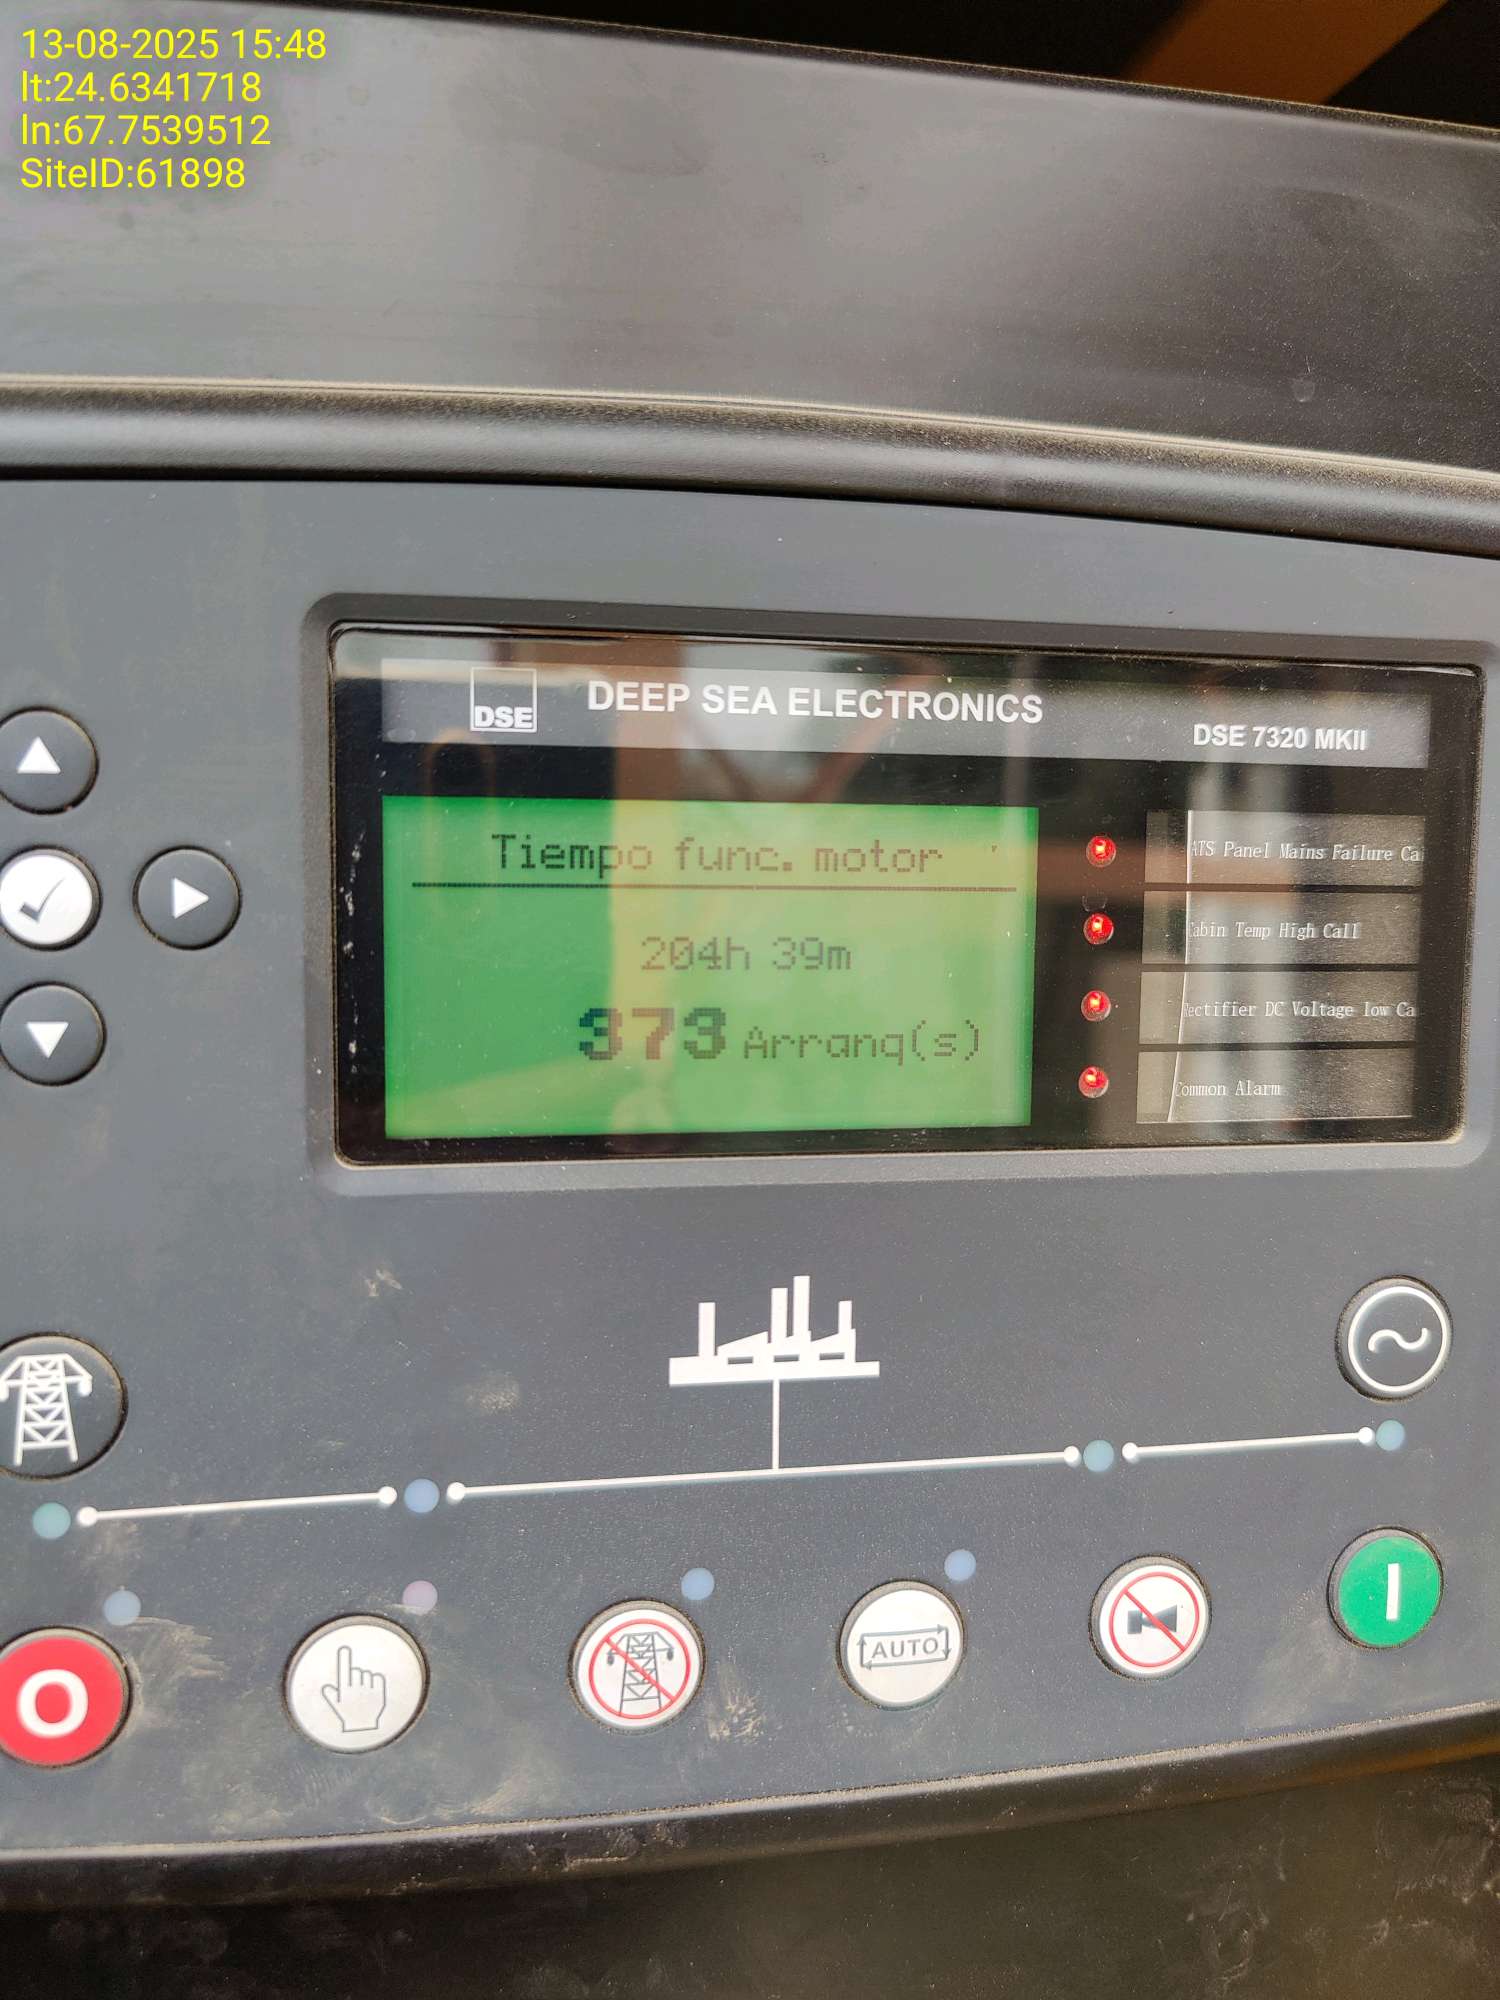 13-08-2025 15:48
lt:24.6341718
ln:67.7539512
SiteID:61898
DSE
DEEP SEA ELECTRONICS
DSE 7320 MKII
Tiempo func. motor
204h 39m
373 Arranq(s)
ATS Panel Mains Failure Ca
Cabin Temp High Call
Rectifier DC Voltage low Ca
Common Alarm
O
AUTO
I